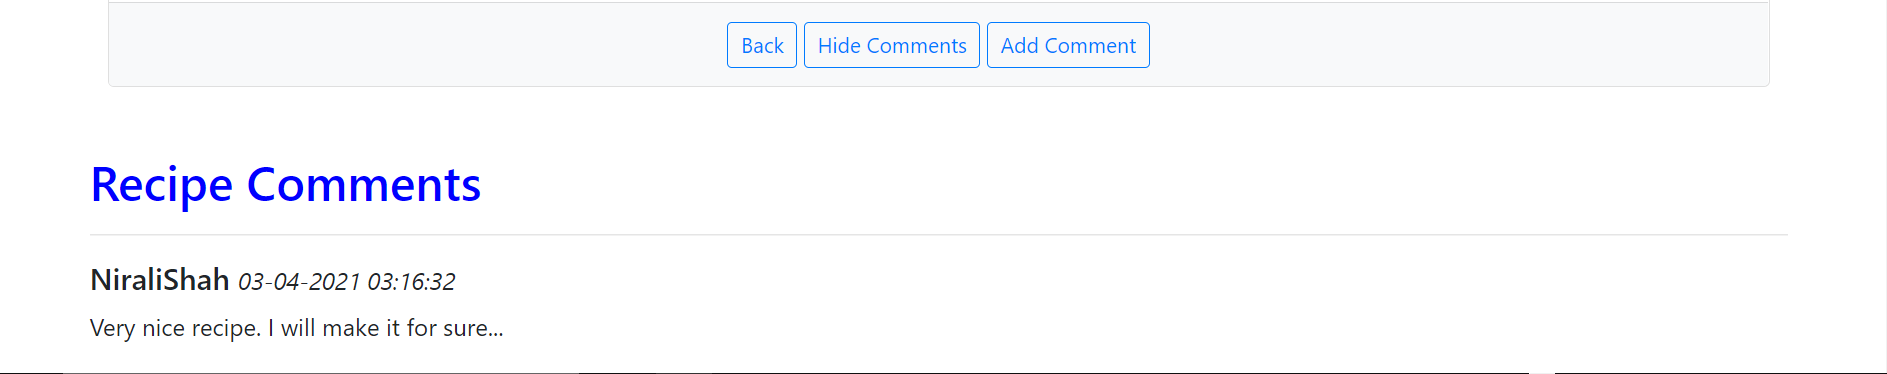 Back Hide Comments Add Comment
Recipe Comments
NiraliShah 03-04-2021 03:16:32
Very nice recipe. I will make it for sure...